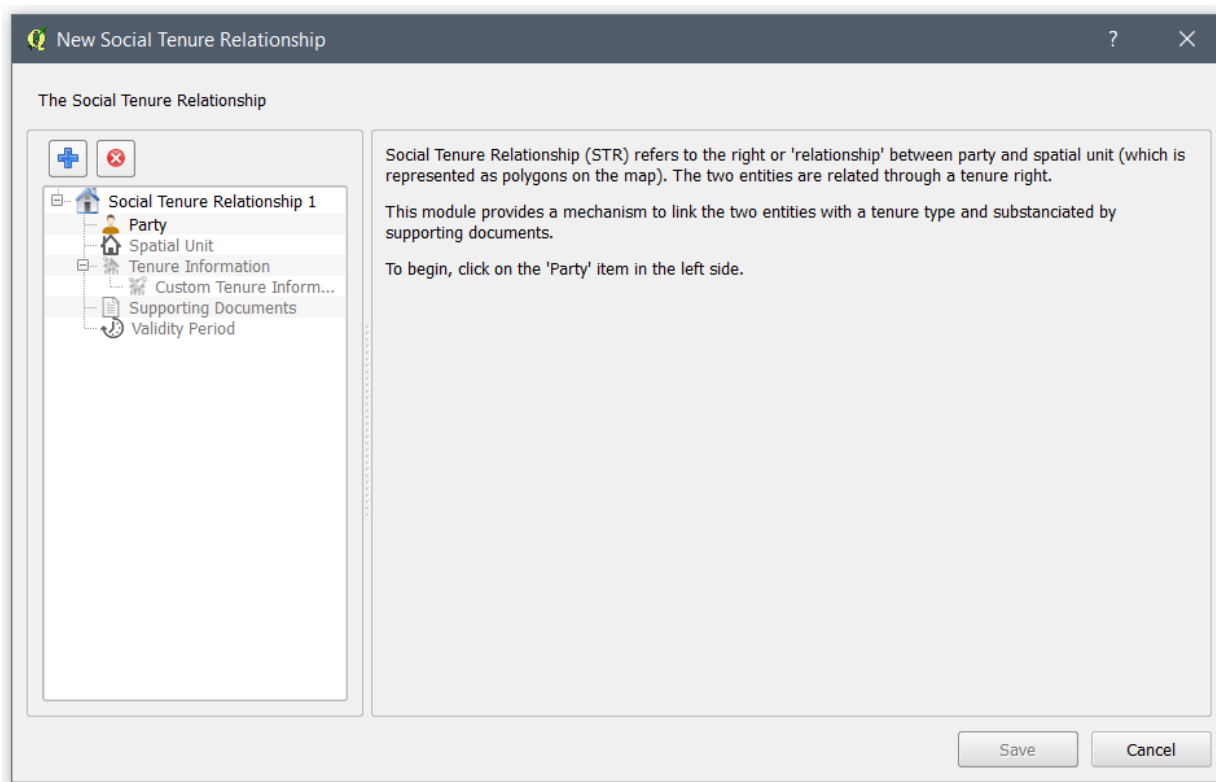 New Social Tenure Relationship
The Social Tenure Relationship
Social Tenure Relationship 1
Party
Spatial Unit
Tenure Information
Custom Tenure Inform...
Supporting Documents
Validity Period
Social Tenure Relationship (STR) refers to the right or 'relationship' between party and spatial unit (which is
represented as polygons on the map). The two entities are related through a tenure right.
This module provides a mechanism to link the two entities with a tenure type and substanciated by
supporting documents.
To begin, click on the 'Party' item in the left side.
Save
Cancel